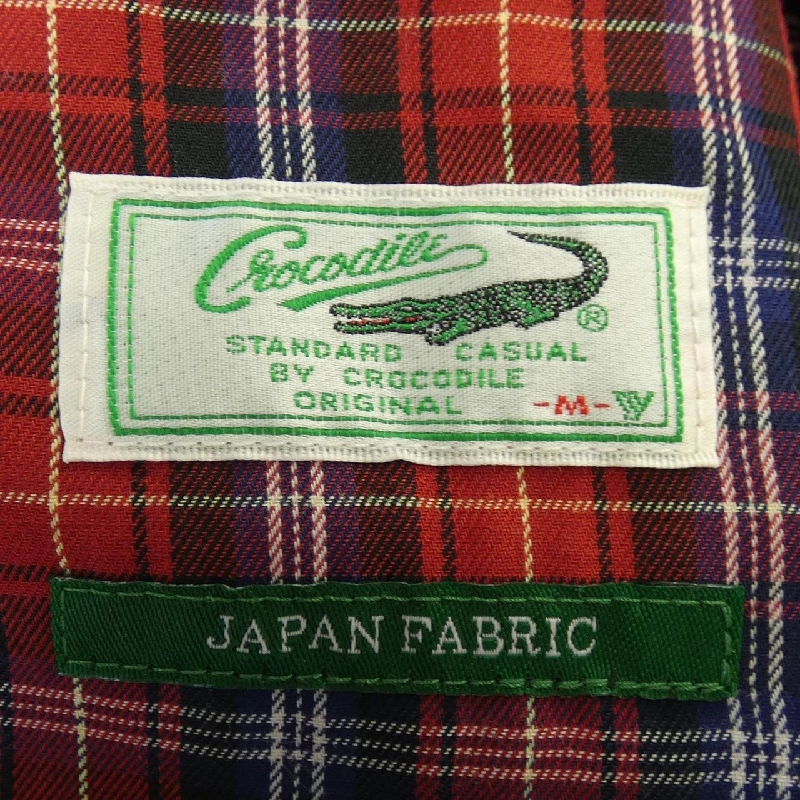 Crocodile
®
STANDARD CASUAL
BY CROCODILE
ORIGINAL -M-
JAPAN FABRIC